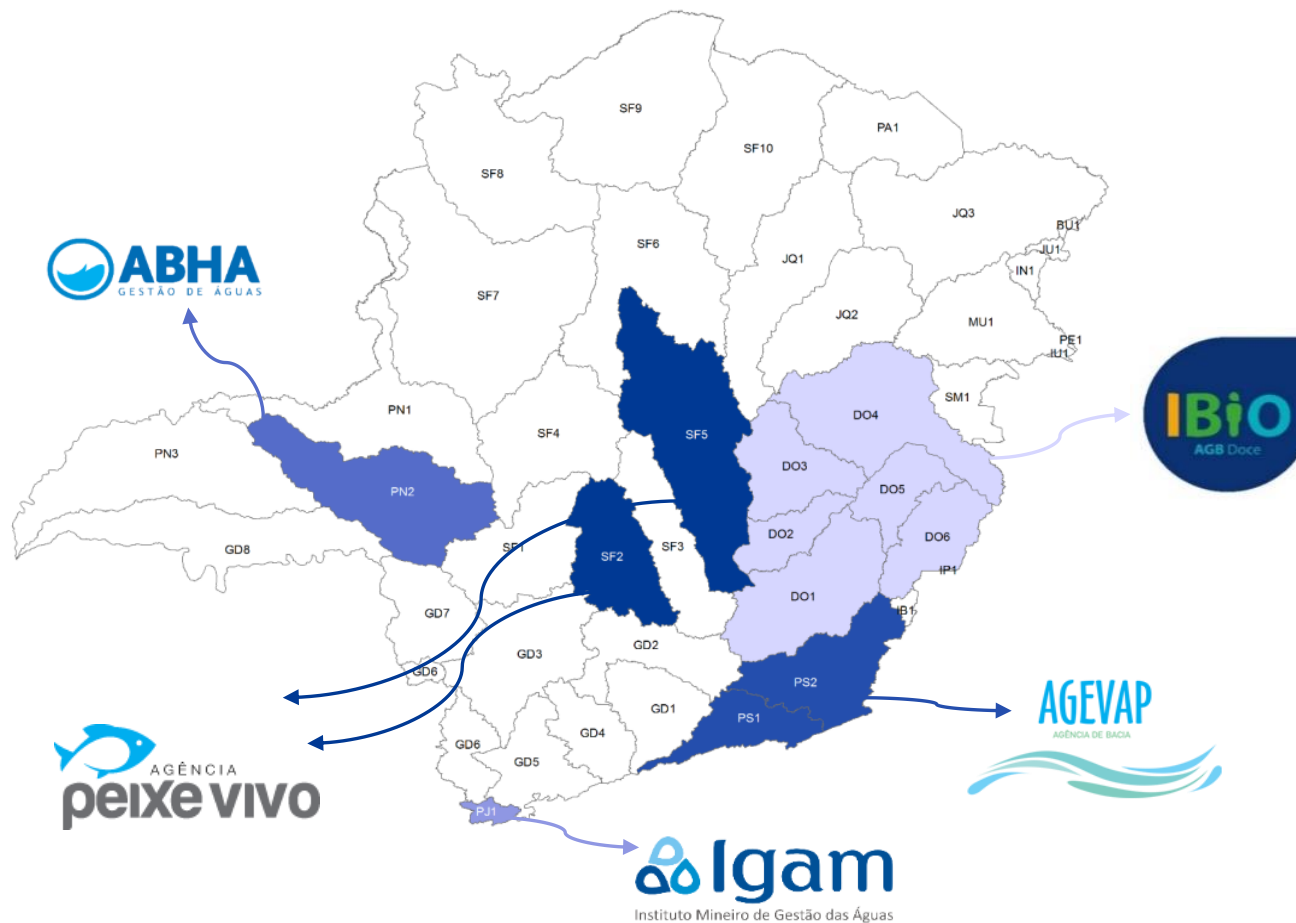 SF9
PA1
SF10
SF8
JQ3
BU1
SF6
JU1
JQ1
IN1
ABHA
GESTÃO DE ÁGUAS
SF7
JQ2
MU1
PE1
IU1
SM1
PN1
DO4
IBiO
AGB Doce
SF4
SF5
PN3
DO3
PN2
DO5
DO2
DO6
SF1
SF2
SF3
GD8
IP1
DO1
IB1
GD7
GD2
GD3
GD6
PS2
GD1
AGEVAP
AGÊNCIA DE BACIA
PS1
GD4
GD6
GD5
AGÊNCIA
peixe vivo
PJ1
Igam
Instituto Mineiro de Gestão das Águas